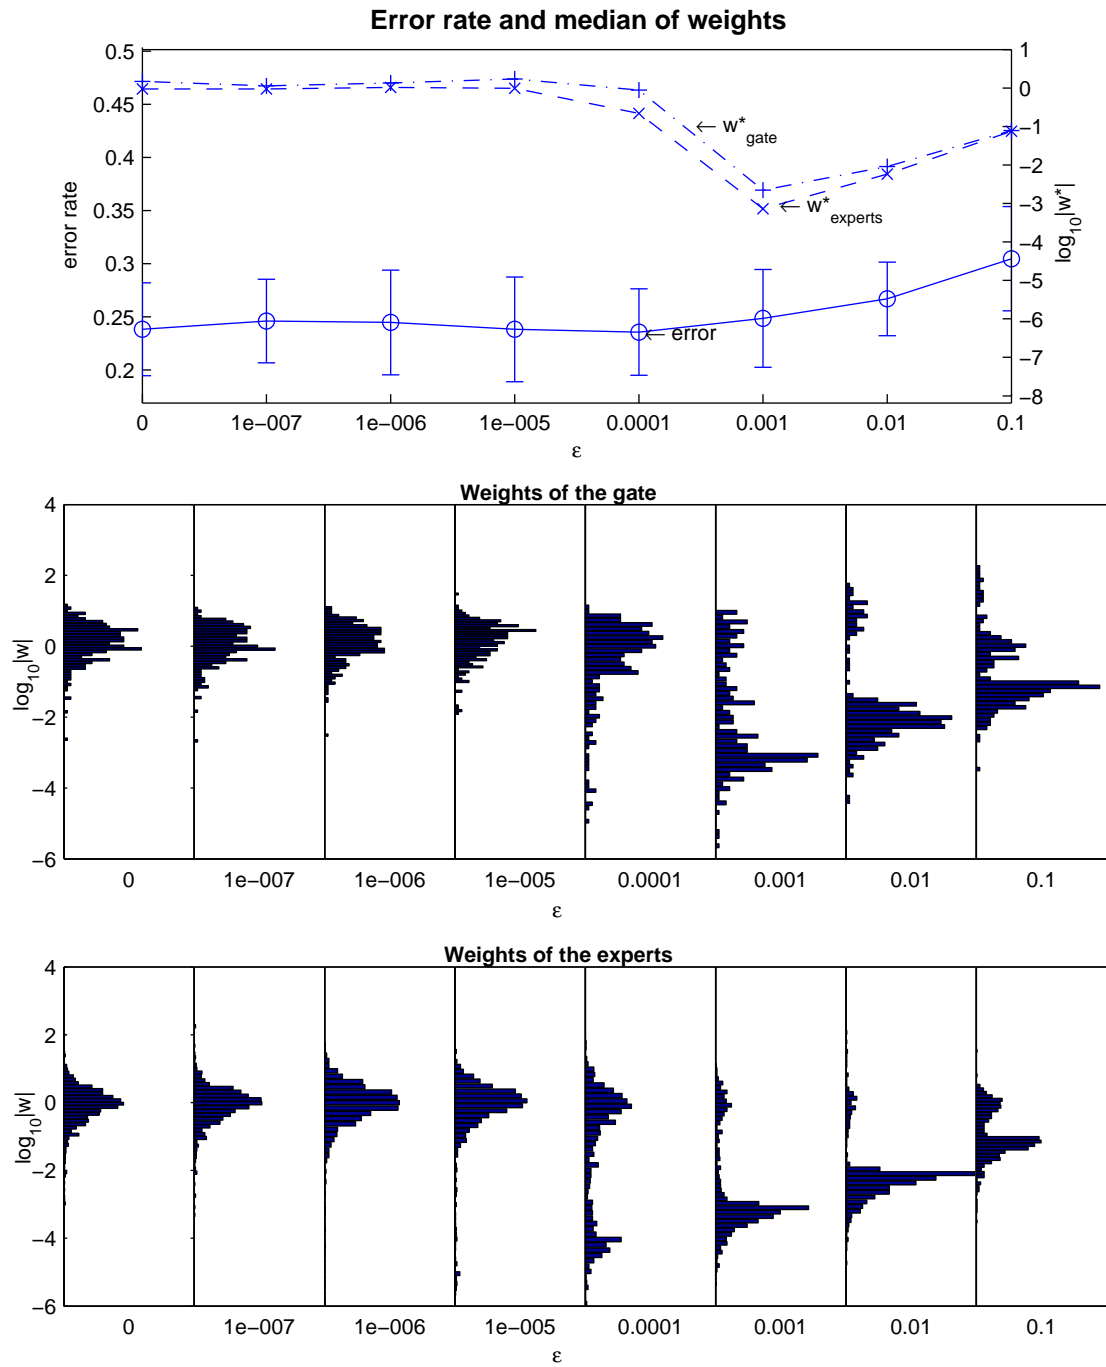 Error rate and median of weights
error rate
0.5
0.45
0.4
0.35
0.3
0.25
0.2
1
0
−1
−2
−3
−4
−5
−6
−7
−8
log10|w*|
← w*gate
← w*experts
← error
0 1e−007 1e−006 1e−005 0.0001 0.001 0.01 0.1
ε
Weights of the gate
log10|w|
4
2
0
−2
−4
−6
0 1e−007 1e−006 1e−005 0.0001 0.001 0.01 0.1
ε
Weights of the experts
log10|w|
4
2
0
−2
−4
−6
0 1e−007 1e−006 1e−005 0.0001 0.001 0.01 0.1
ε